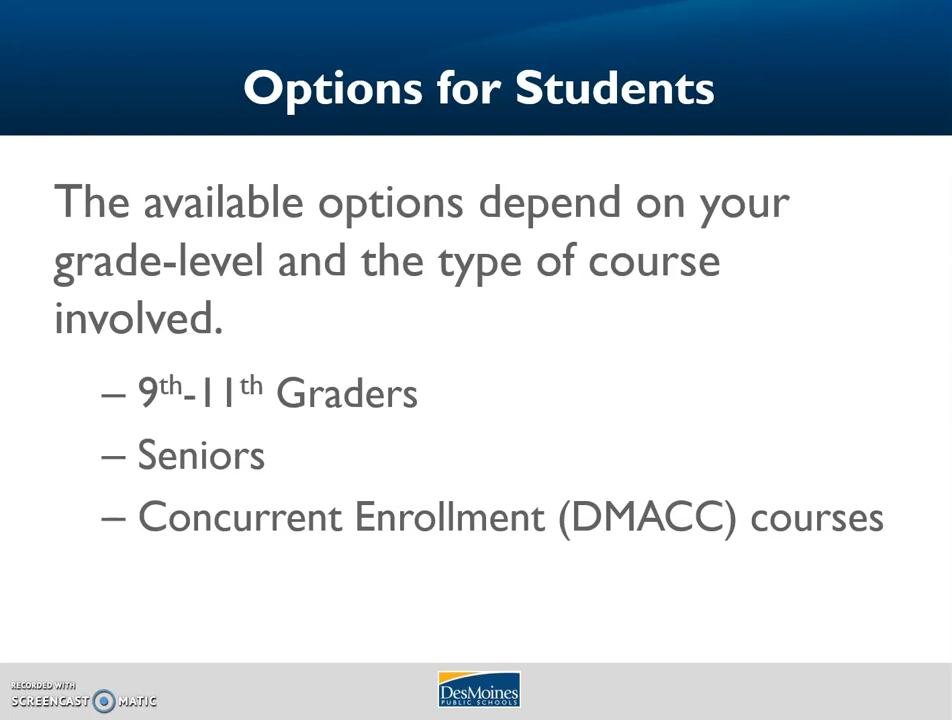 Options for Students
The available options depend on your
grade-level and the type of course
involved.
– 9th-11th Graders
– Seniors
– Concurrent Enrollment (DMACC) courses
RECORDED WITH
SCREENCAST MATIC
DesMoines
PUBLIC SCHOOLS